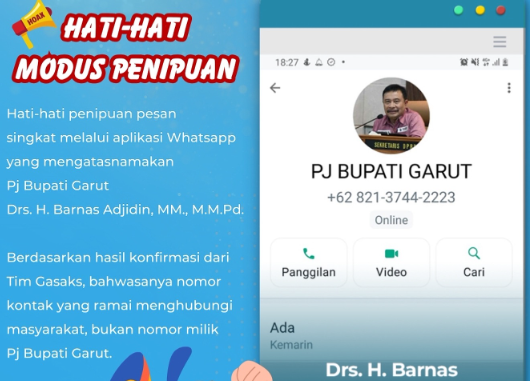 HOAX
HATI-HATI
MODUS PENIPUAN
Hati-hati penipuan pesan
singkat melalui aplikasi Whatsapp
yang mengatasnamakan
Pj Bupati Garut
Drs. H. Barnas Adjidin, MM., M.M.Pd.
Berdasarkan hasil konfirmasi dari
Tim Gasaks, bahwasanya nomor
kontak yang ramai menghubungi
masyarakat, bukan nomor milik
Pj Bupati Garut.
18:27
SEKRETARIS DPRD
PJ BUPATI GARUT
+62 821-3744-2223
Online
Panggilan
Video
Cari
Ada
Kemarin
Drs. H. Barnas